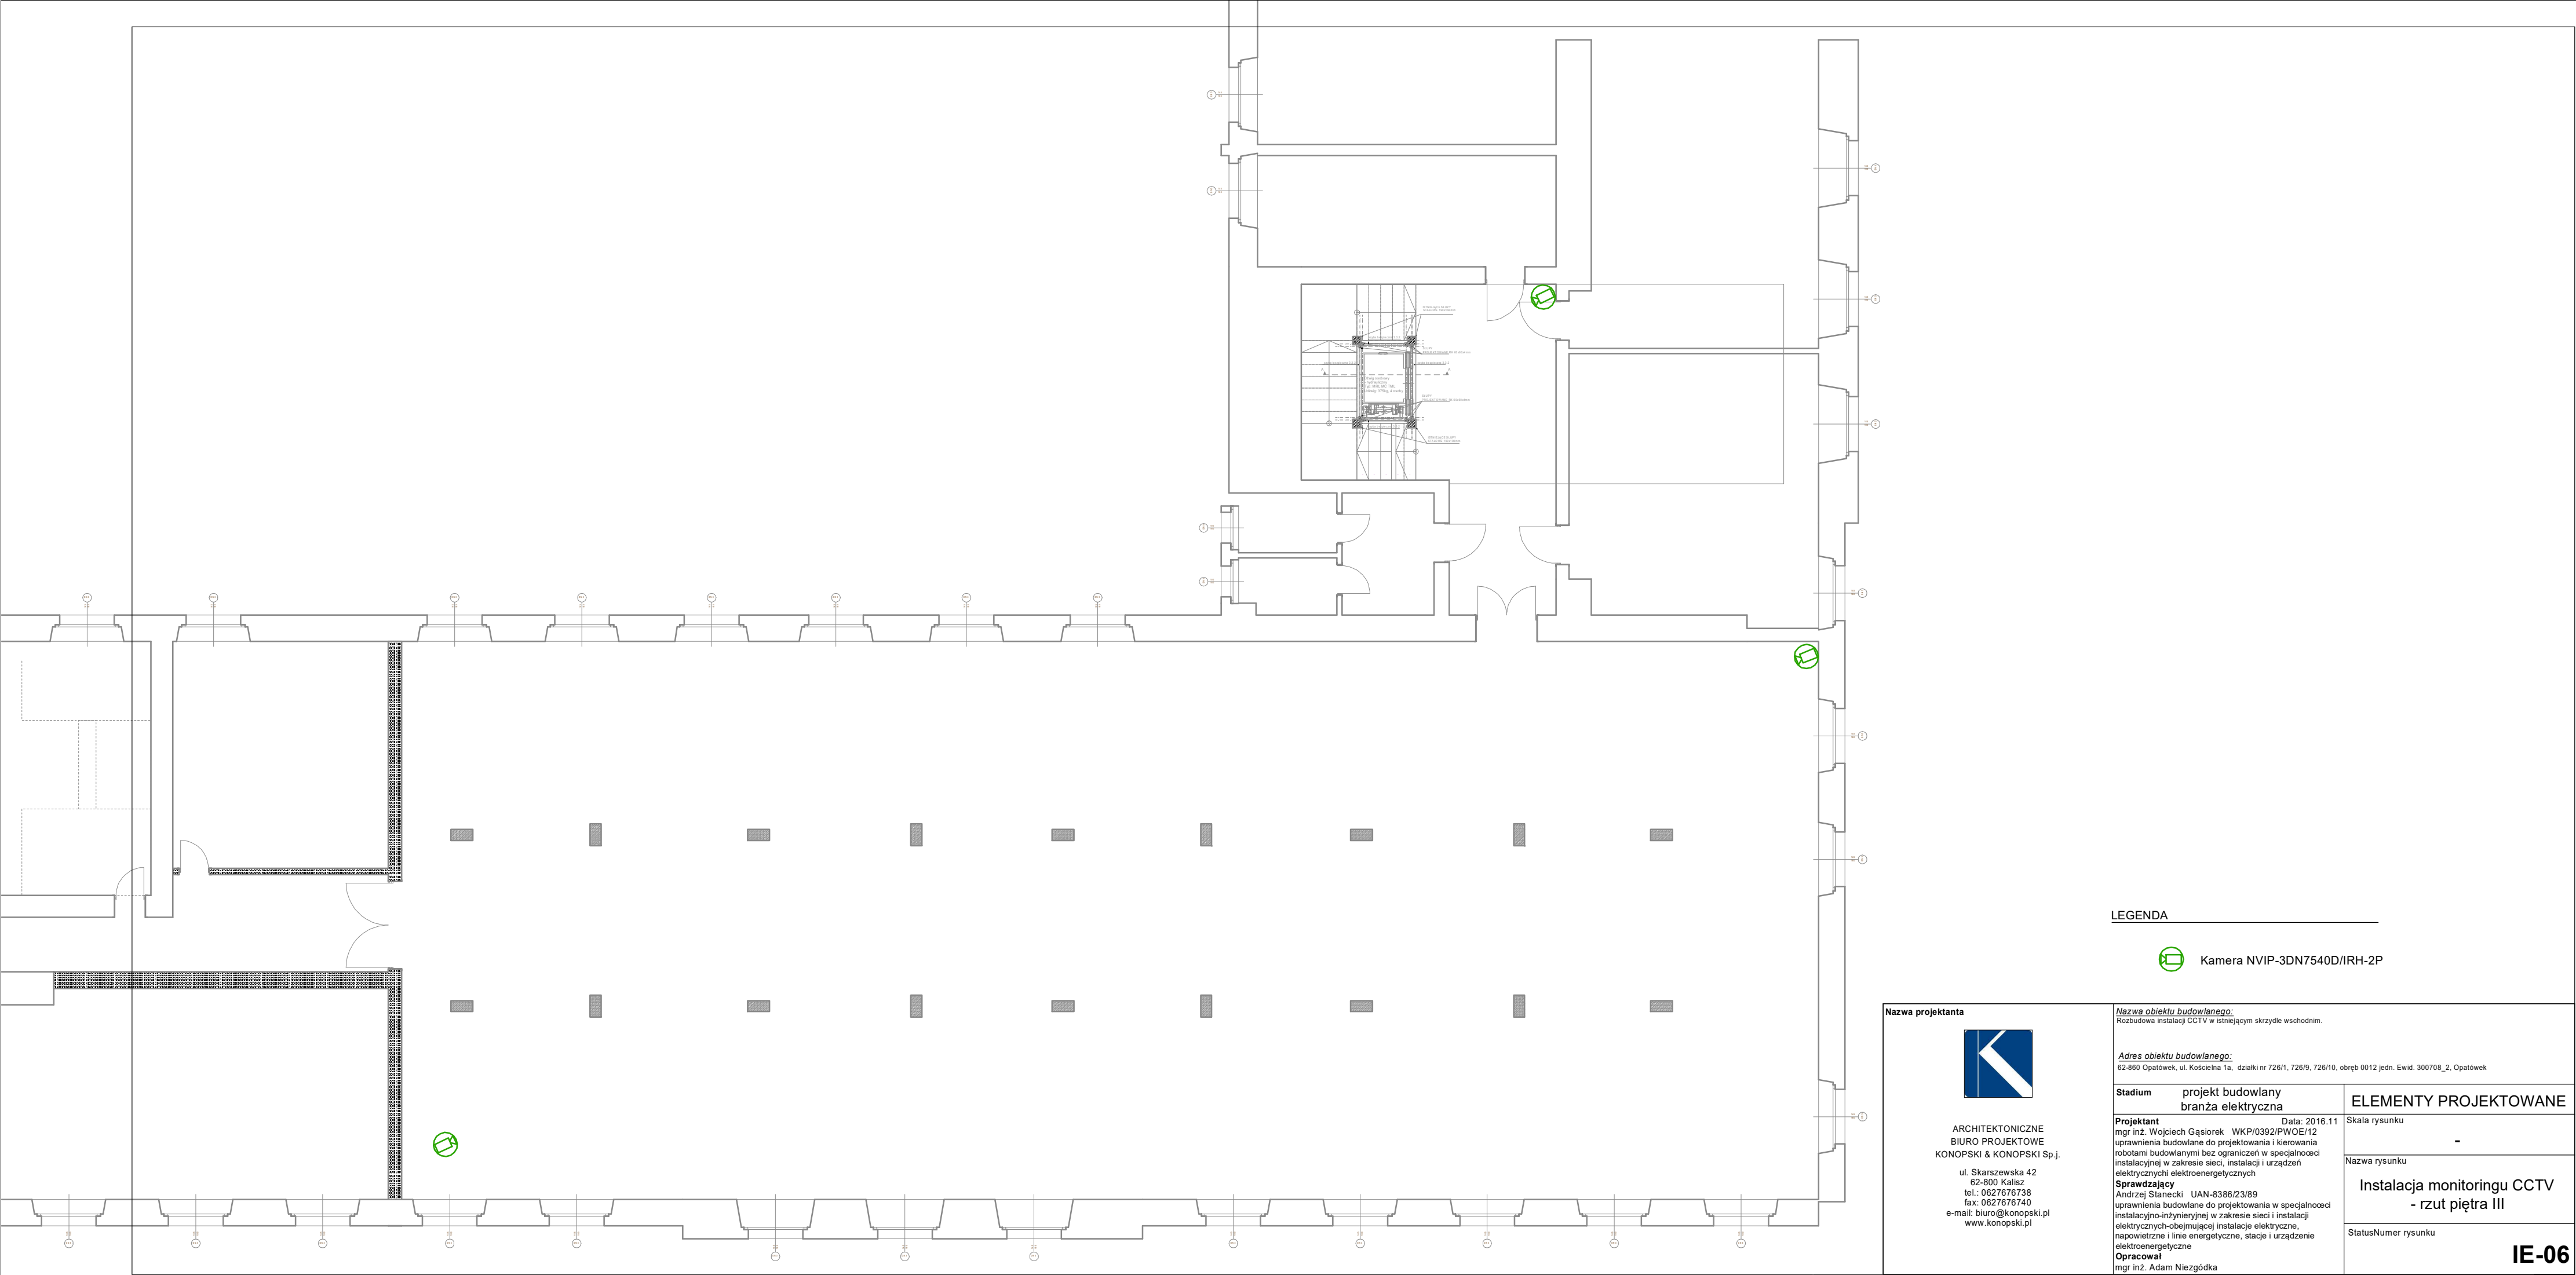 LEGENDA
Kamera NVIP-3DN7540D/IRH-2P
Nazwa projektanta
ARCHITEKTONICZNE
BIURO PROJEKTOWE
KONOPSKI & KONOPSKI Sp.j.
ul. Skarszewska 42
62-800 Kalisz
tel.: 0627676738
fax: 0627676740
e-mail: biuro@konopski.pl
www.konopski.pl
Nazwa obiektu budowlanego:
Rozbudowa instalacji CCTV w istniejącym skrzydle wschodnim.
Adres obiektu budowlanego:
62-860 Opatówek, ul. Kościelna 1a, działki nr 726/1, 726/9, 726/10, obręb 0012 jedn. Ewid. 300708_2, Opatówek
Stadium projekt budowlany
branża elektryczna
ELEMENTY PROJEKTOWANE
Projektant Data: 2016.11
mgr inż. Wojciech Gąsiorek WKP/0392/PWOE/12
uprawnienia budowlane do projektowania i kierowania
robotami budowlanymi bez ograniczeń w specjalnoœci
instalacyjnej w zakresie sieci, instalacji i urządzeń
elektrycznychi elektroenergetycznych
Sprawdzający
Andrzej Stanecki UAN-8386/23/89
uprawnienia budowlane do projektowania w specjalnoœci
instalacyjno-inżynieryjnej w zakresie sieci i instalacji
elektrycznych-obejmującej instalacje elektryczne,
napowietrzne i linie energetyczne, stacje i urządzenie
elektroenergetyczne
Opracował
mgr inż. Adam Niezgódka
Skala rysunku
-
Nazwa rysunku
Instalacja monitoringu CCTV
- rzut piętra III
StatusNumer rysunku
IE-06